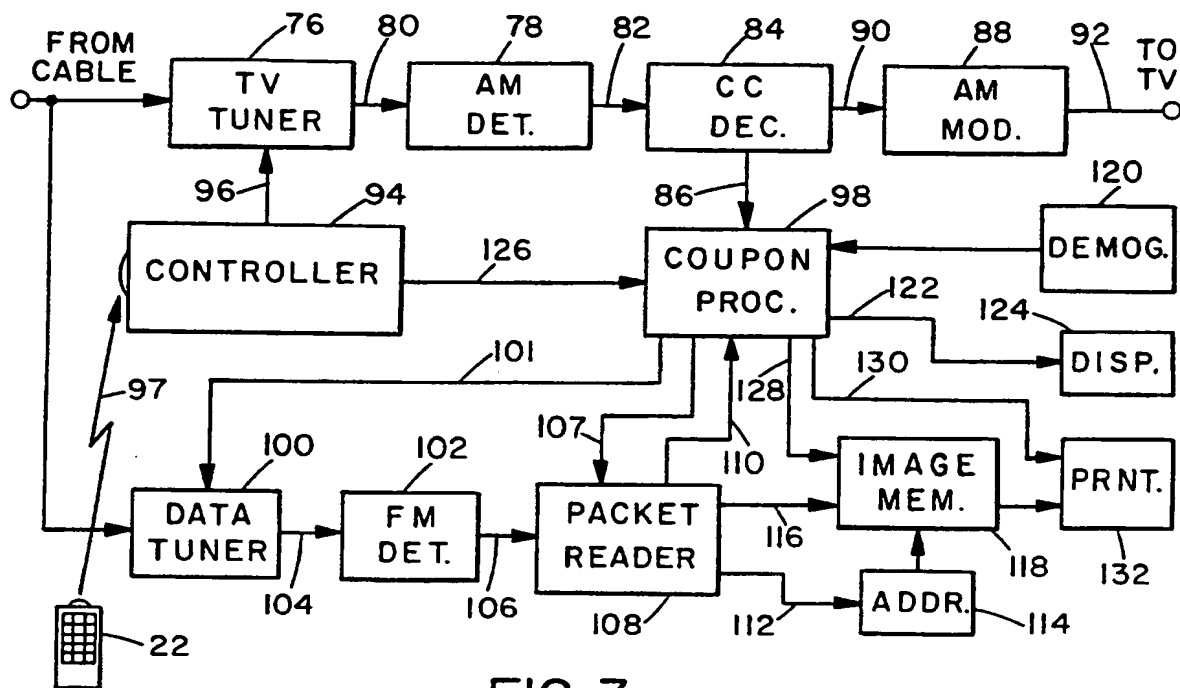 76
80
78
82
84
90
88
92
FROM
CABLE
TV
TUNER
AM
DET.
CC
DEC.
AM
MOD.
TO
TV
96
94
86
98
120
CONTROLLER
126
COUPON
PROC.
DEMOG.
122
124
DISP.
101
128
130
97
107
110
100
102
DATA
TUNER
FM
DET.
PACKET
READER
IMAGE
MEM.
PRNT.
104
106
116
118
132
108
112
ADDR.
114
22